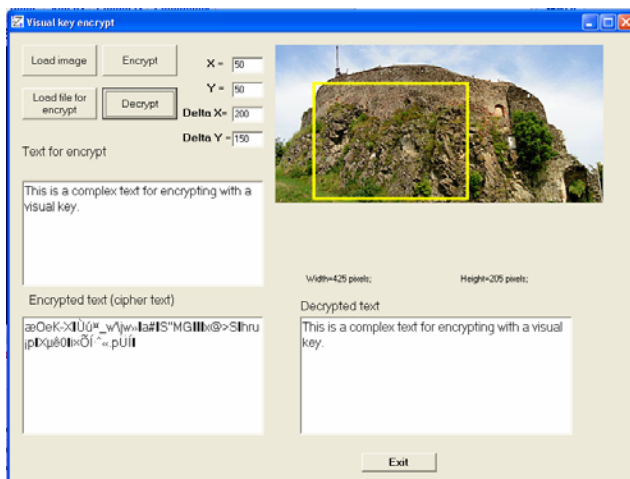 Visual key encrypt
Load image
Encrypt
X = 50
Y = 50
Load file for
encrypt
Decrypt
Delta X= 200
Delta Y = 150
Text for encrypt
This is a complex text for encrypting with a
visual key.
Width=425 pixels;
Height=205 pixels;
Encrypted text (cipher text)
Decrypted text
This is a complex text for encrypting with a visual
key.
Exit